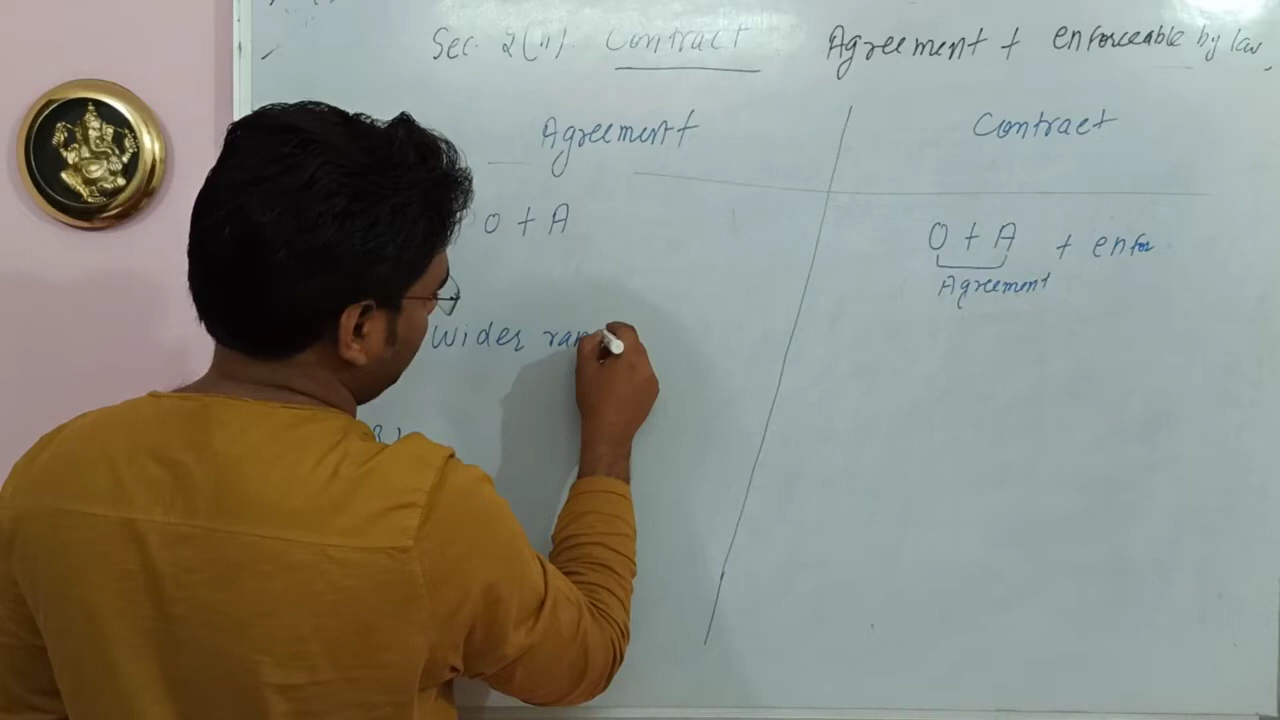 Sec. 2(h). Contract Agreement + enforceable by law.
Agreement Contract
O + A
O + A + enfor
Agreement
Wider ran